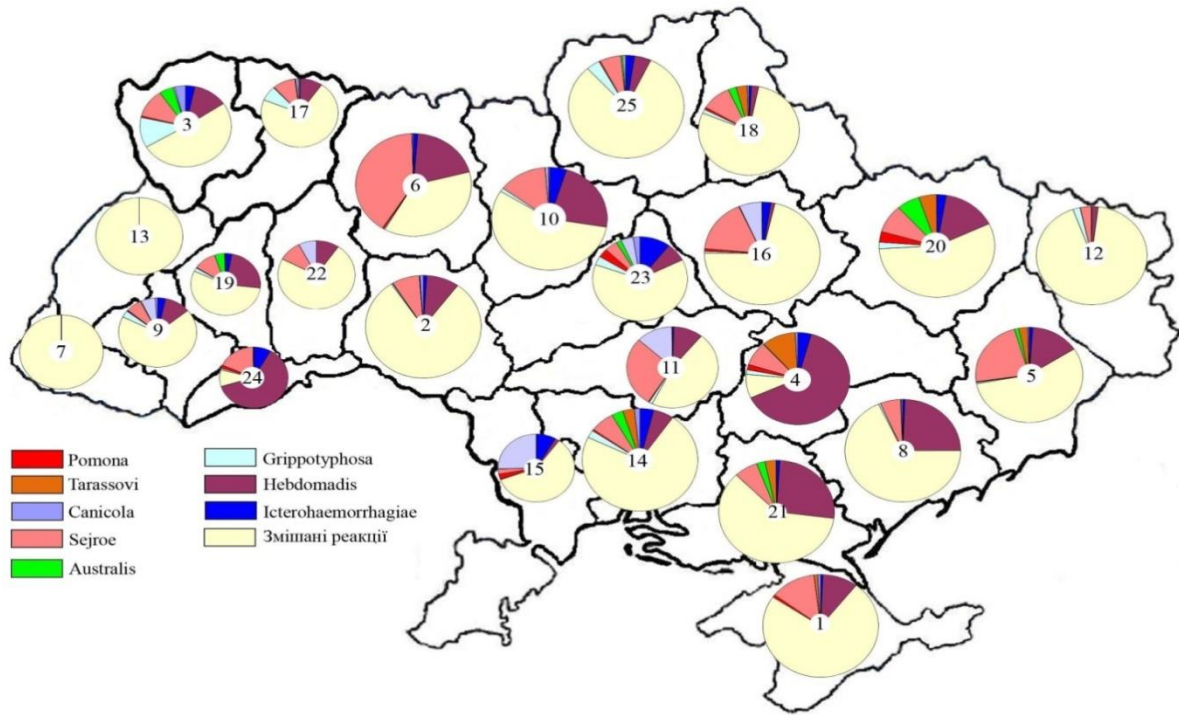 25
3
17
18
6
10
13
20
16
12
22
19
23
2
9
7
11
24
4
5
8
14
15
21
1
Pomona
Tarassovi
Canicola
Sejroe
Australis
Grippotyphosa
Hebdomadis
Icterohaemorrhagiae
Змішані реакції